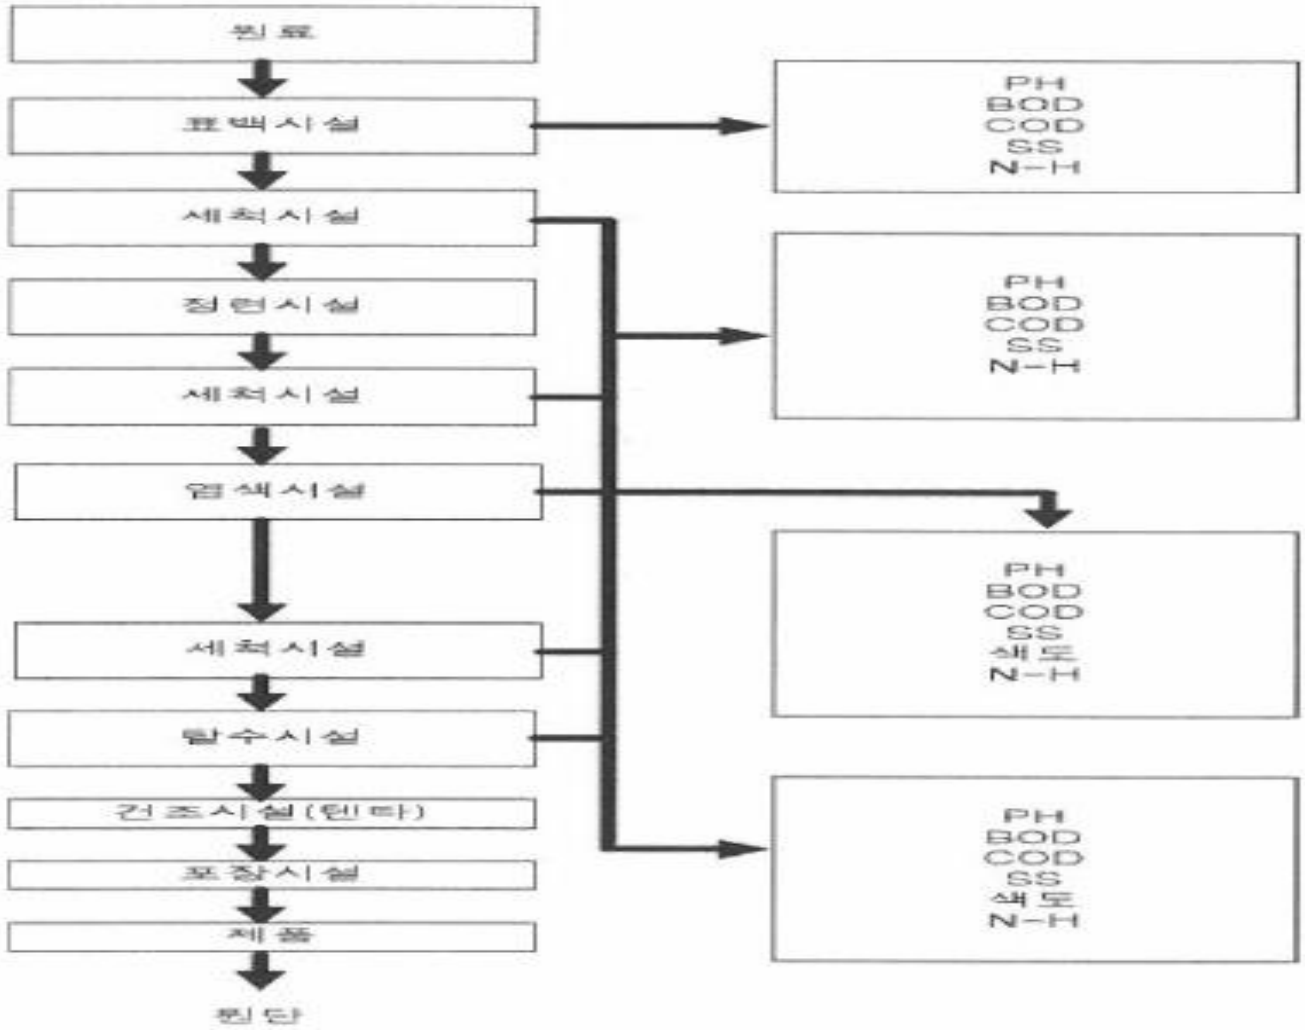 원료
표백시설
세척시설
정련시설
세척시설
염색시설
세척시설
탈수시설
건조시설(텐타)
포장시설
제품
원단
PH
BOD
COD
SS
N-H
PH
BOD
COD
SS
N-H
PH
BOD
COD
SS
색도
N-H
PH
BOD
COD
SS
색도
N-H